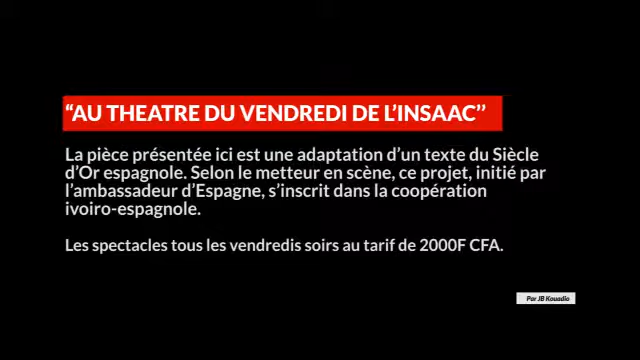 “AU THEATRE DU VENDREDI DE L’INSAAC’’
La pièce présentée ici est une adaptation d’un texte du Siècle
d’Or espagnole. Selon le metteur en scène, ce projet, initié par
l’ambassadeur d’Espagne, s’inscrit dans la coopération
ivoiro-espagnole.
Les spectacles tous les vendredis soirs au tarif de 2000F CFA.
Par JB Kouadio